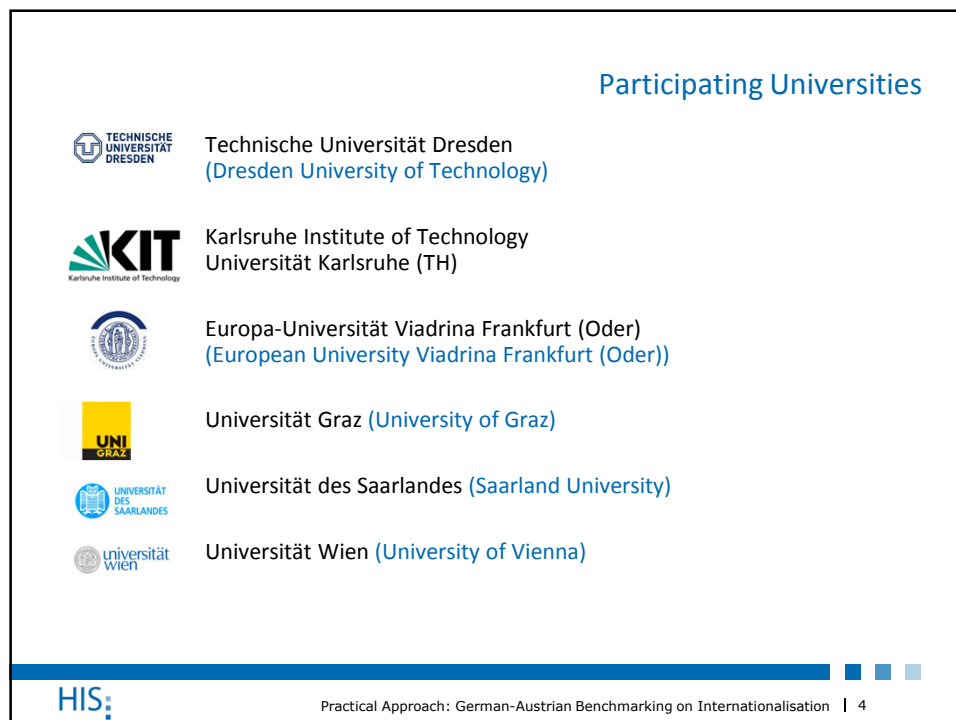 Participating Universities
TECHNISCHE
UNIVERSITÄT
DRESDEN
Technische Universität Dresden
(Dresden University of Technology)
KIT
Karlsruhe Institute of Technology
Karlsruhe Institute of Technology
Universität Karlsruhe (TH)
EUROPA UNIVERSITÄT VIADRINA
Europa-Universität Viadrina Frankfurt (Oder)
(European University Viadrina Frankfurt (Oder))
UNI
GRAZ
Universität Graz (University of Graz)
UNIVERSITÄT
DES
SAARLANDES
Universität des Saarlandes (Saarland University)
universität
wien
Universität Wien (University of Vienna)
HIS:
Practical Approach: German-Austrian Benchmarking on Internationalisation | 4